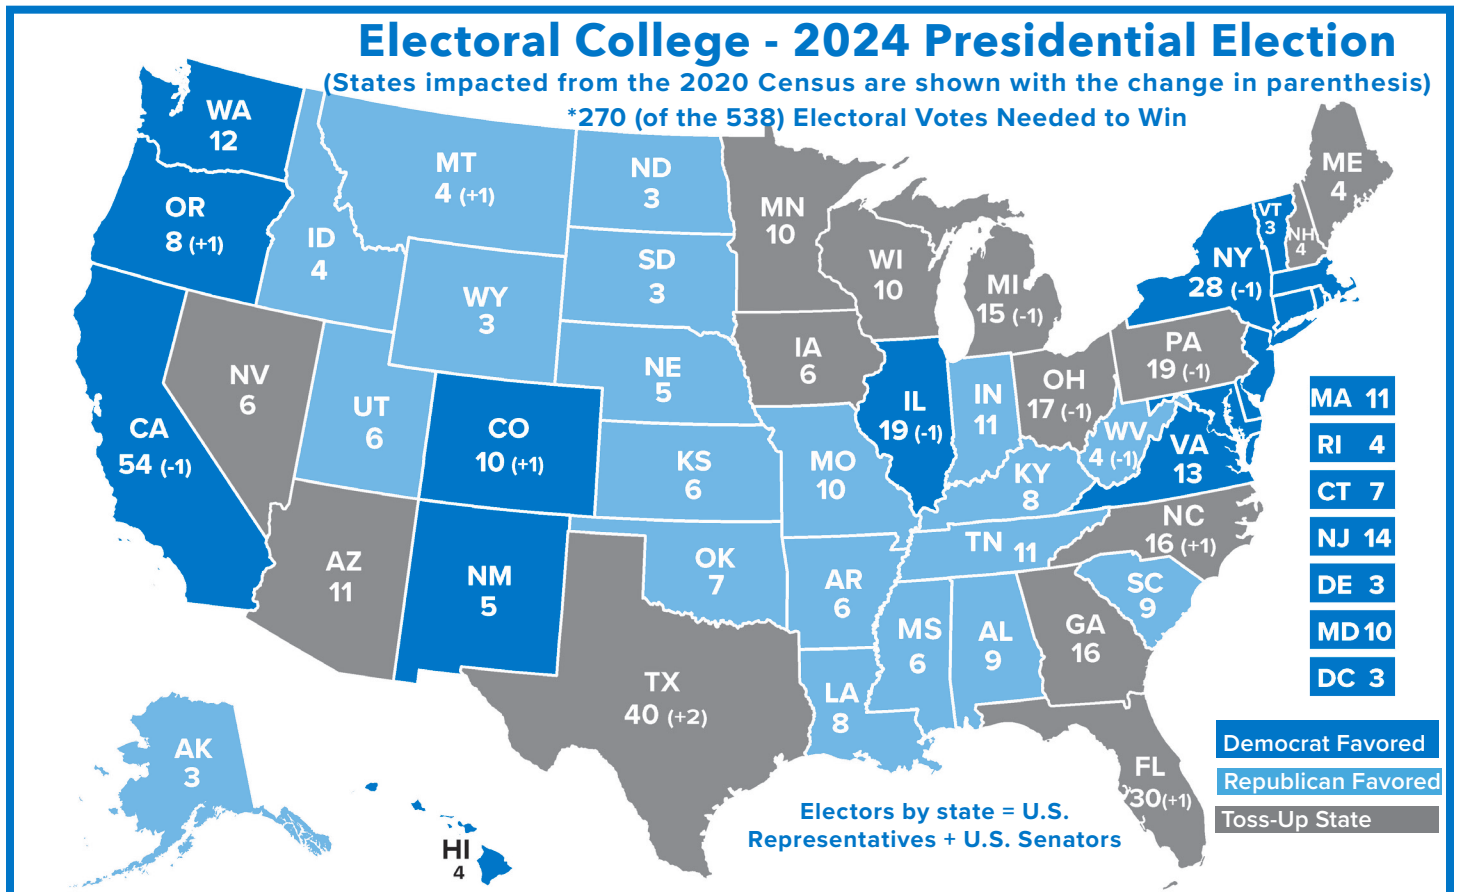 Electoral College - 2024 Presidential Election
(States impacted from the 2020 Census are shown with the change in parenthesis)
*270 (of the 538) Electoral Votes Needed to Win
WA
12
OR
8 (+1)
CA
54 (-1)
NV
6
ID
4
MT
4 (+1)
WY
3
UT
6
AZ
11
CO
10 (+1)
NM
5
ND
3
SD
3
NE
5
KS
6
OK
7
TX
40 (+2)
MN
10
IA
6
MO
10
AR
6
LA
8
WI
10
IL
19 (-1)
MI
15 (-1)
IN
11
OH
17 (-1)
KY
8
TN 11
MS
6
AL
9
GA
16
FL
30(+1)
SC
9
NC
16 (+1)
VA
13
WV
4 (-1)
PA
19 (-1)
NY
28 (-1)
VT
3
NH
4
ME
4
MA 11
RI 4
CT 7
NJ 14
DE 3
MD 10
DC 3
AK
3
HI
4
Electors by state = U.S.
Representatives + U.S. Senators
Democrat Favored
Republican Favored
Toss-Up State